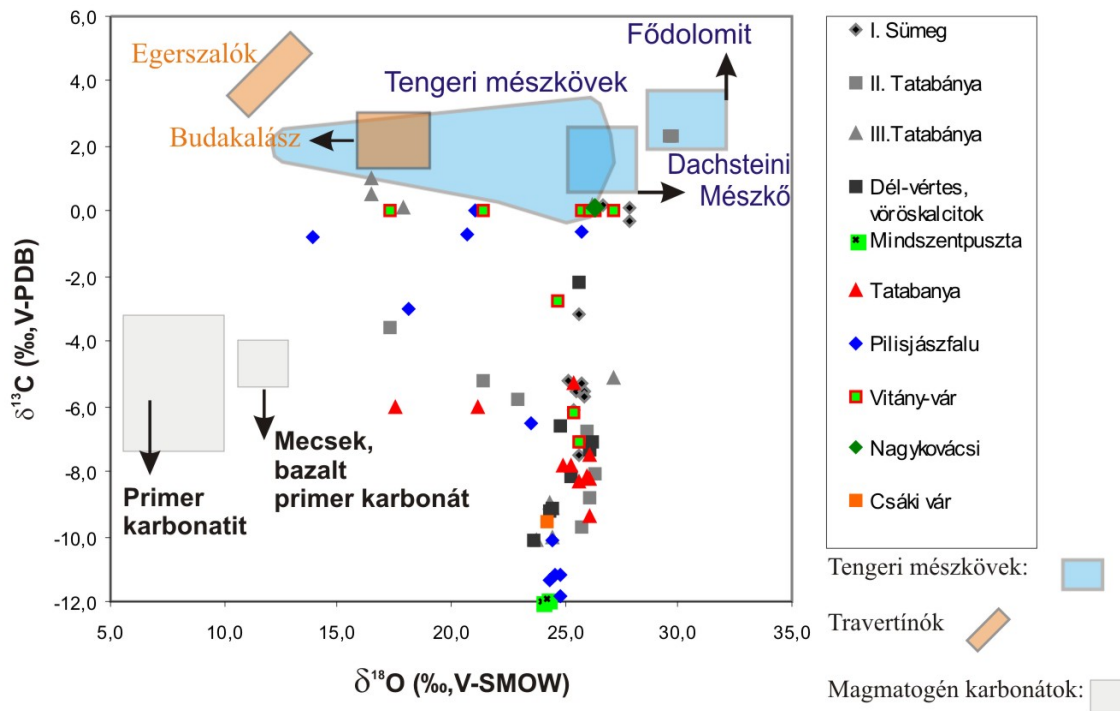 6,0
4,0
2,0
0,0
-2,0
-4,0
-6,0
-8,0
-10,0
-12,0
δ¹³C (‰,V-PDB)
5,0 10,0 15,0 20,0 25,0 30,0 35,0
δ¹⁸O (‰,V-SMOW)
Egerszalók
Budakalász
Tengeri mészkövek
Fődolomit
Dachsteini
Mészkő
Primer
karbonatit
Mecsek,
bazalt
primer karbonát
I. Sümeg
II. Tatabánya
III.Tatabánya
Dél-vértes,
vöröskalcitok
Mindszentpuszta
Tatabanya
Pilisjászfalu
Vitány-vár
Nagykovácsi
Csáki vár
Tengeri mészkövek:
Travertínók
Magmatogén karbonátok: